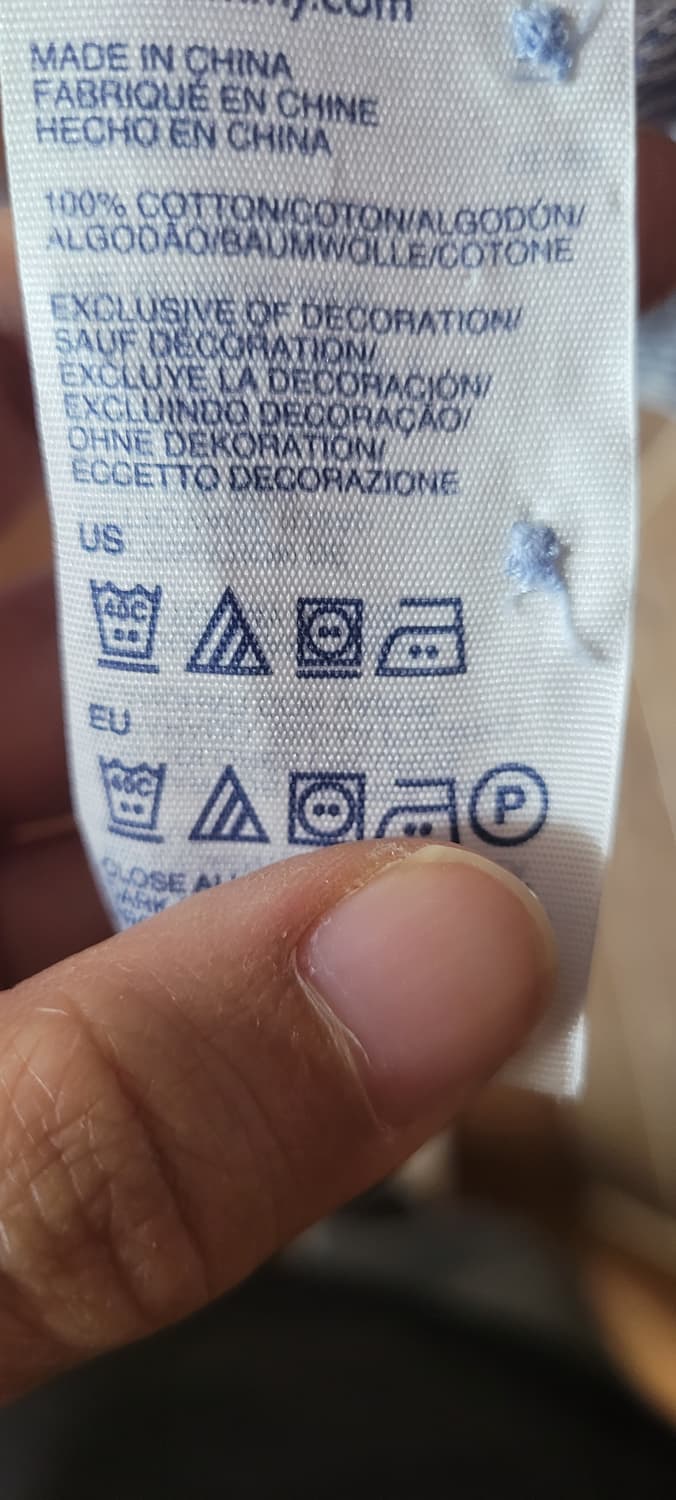 MADE IN CHINA
FABRIQUÉ EN CHINE
HECHO EN CHINA
100% COTTON/COTON/ALGODÓN/
ALGODÃO/BAUMWOLLE/COTONE
EXCLUSIVE OF DECORATION/
SAUF DÉCORATION/
EXCLUYE LA DECORACIÓN/
EXCLUINDO DECORAÇÃO/
OHNE DEKORATION/
ECCETTO DECORAZIONE
US
40C
EU
40C
P
CLOSE